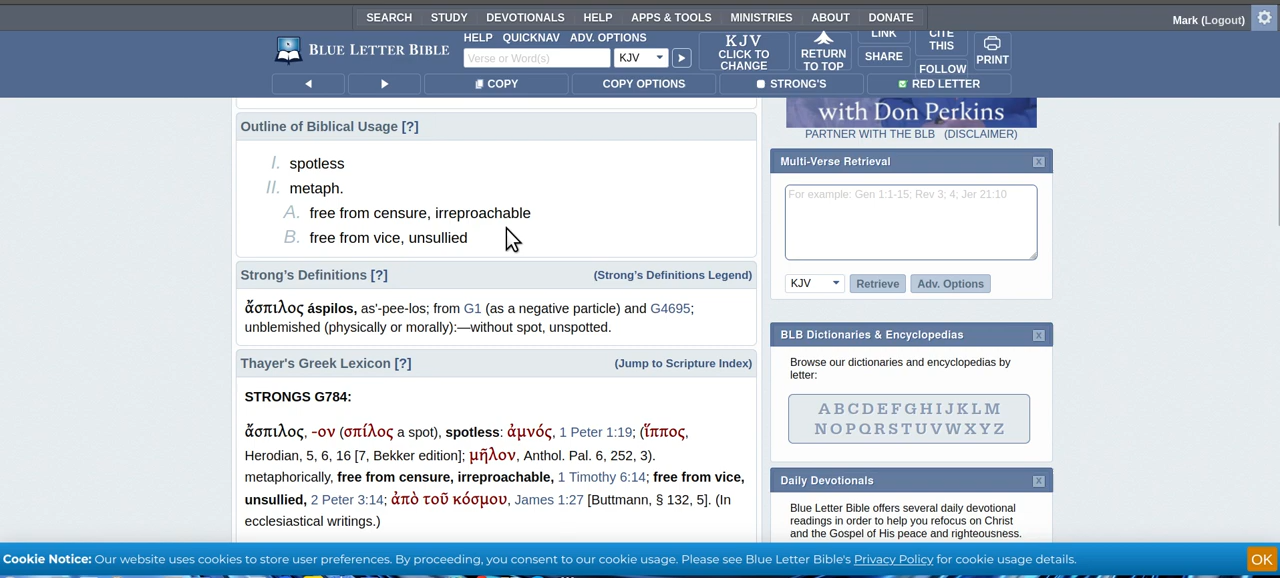 SEARCH STUDY DEVOTIONALS HELP APPS & TOOLS MINISTRIES ABOUT DONATE
Mark (Logout)
BLUE LETTER BIBLE
HELP QUICKNAV ADV. OPTIONS
Verse or Word(s)
KJV
KJV
CLICK TO
CHANGE
RETURN
TO TOP
LINK
SHARE
CITE
THIS
FOLLOW
PRINT
COPY
COPY OPTIONS
STRONG'S
RED LETTER
Outline of Biblical Usage [?]
I. spotless
II. metaph.
A. free from censure, irreproachable
B. free from vice, unsullied
Strong's Definitions [?] (Strong's Definitions Legend)
ἄσπιλος áspilos, as'-pee-los; from G1 (as a negative particle) and G4695;
unblemished (physically or morally):—without spot, unspotted.
Thayer's Greek Lexicon [?] (Jump to Scripture Index)
STRONGS G784:
ἄσπιλος, -ον (σπίλος a spot), spotless: ἀμνός, 1 Peter 1:19; (ἵππος,
Herodian, 5, 6, 16 [7, Bekker edition]; μῆλον, Anthol. Pal. 6, 252, 3).
metaphorically, free from censure, irreproachable, 1 Timothy 6:14; free from vice,
unsullied, 2 Peter 3:14; ἀπὸ τοῦ κόσμου, James 1:27 [Buttmann, § 132, 5]. (In
ecclesiastical writings.)
with Don Perkins
PARTNER WITH THE BLB (DISCLAIMER)
Multi-Verse Retrieval X
For example: Gen 1:1-15; Rev 3; 4; Jer 21:10
KJV Retrieve Adv. Options
BLB Dictionaries & Encyclopedias X
Browse our dictionaries and encyclopedias by
letter:
A B C D E F G H I J K L M
N O P Q R S T U V W X Y Z
Daily Devotionals X
Blue Letter Bible offers several daily devotional
readings in order to help you refocus on Christ
and the Gospel of His peace and righteousness.
Cookie Notice: Our website uses cookies to store user preferences. By proceeding, you consent to our cookie usage. Please see Blue Letter Bible's Privacy Policy for cookie usage details.
OK